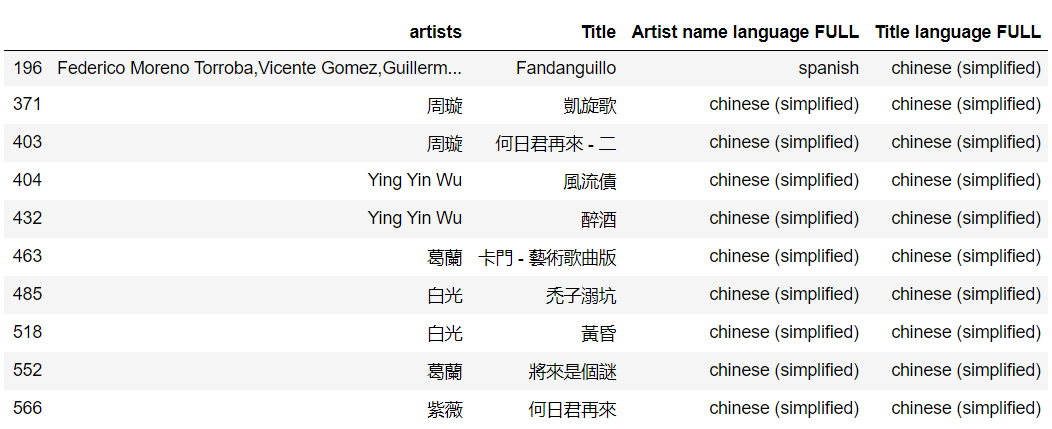 artists Title Artist name language FULL Title language FULL
196 Federico Moreno Torroba,Vicente Gomez,Guillerm... Fandanguillo spanish chinese (simplified)
371 周璇 凱旋歌 chinese (simplified) chinese (simplified)
403 周璇 何日君再來 - 二 chinese (simplified) chinese (simplified)
404 Ying Yin Wu 風流債 chinese (simplified) chinese (simplified)
432 Ying Yin Wu 醉酒 chinese (simplified) chinese (simplified)
463 葛蘭 卡門 - 藝術歌曲版 chinese (simplified) chinese (simplified)
485 白光 禿子溺坑 chinese (simplified) chinese (simplified)
518 白光 黃昏 chinese (simplified) chinese (simplified)
552 葛蘭 將來是個謎 chinese (simplified) chinese (simplified)
566 紫薇 何日君再來 chinese (simplified) chinese (simplified)